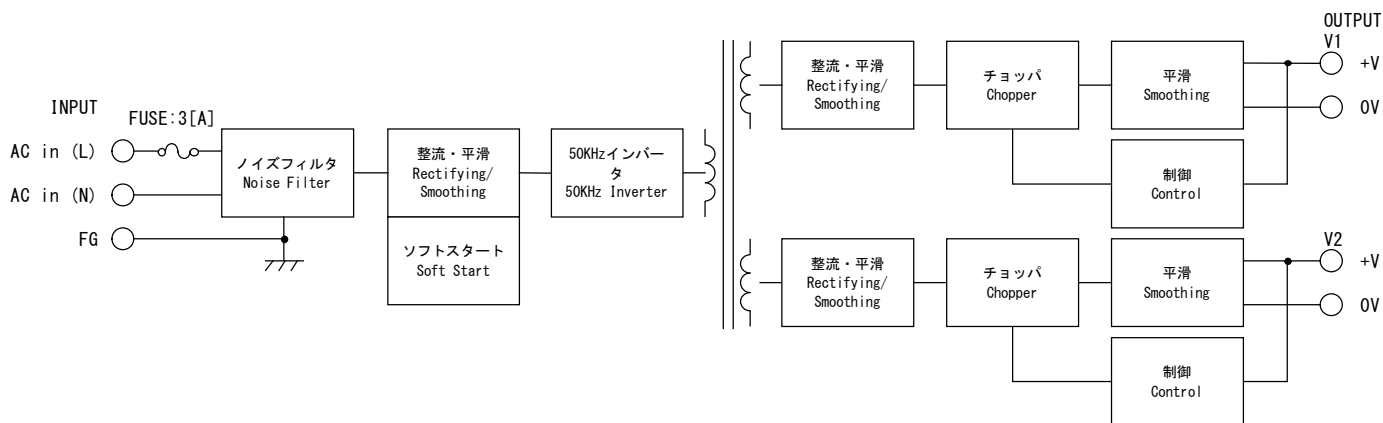 INPUT
FUSE:3[A]
AC in (L)
AC in (N)
FG
ノイズフィルタ
Noise Filter
整流・平滑
Rectifying/
Smoothing
ソフトスタート
Soft Start
50KHzインバー
タ
50KHz Inverter
整流・平滑
Rectifying/
Smoothing
チョッパ
Chopper
平滑
Smoothing
制御
Control
OUTPUT
V1
+V
0V
整流・平滑
Rectifying/
Smoothing
チョッパ
Chopper
平滑
Smoothing
制御
Control
V2
+V
0V